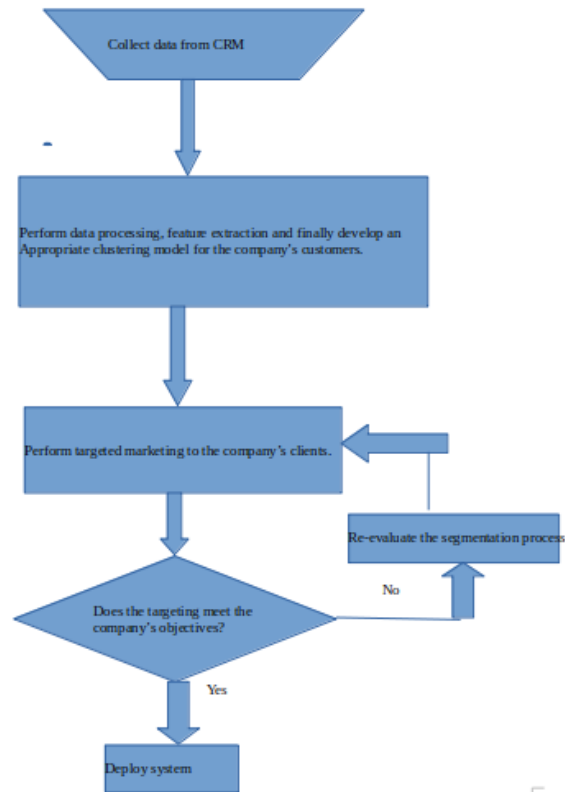 Collect data from CRM
Perform data processing, feature extraction and finally develop an
Appropriate clustering model for the company's customers.
Perform targeted marketing to the company's clients.
Re-evaluate the segmentation process
No
Does the targeting meet the
company's objectives?
Yes
Deploy system